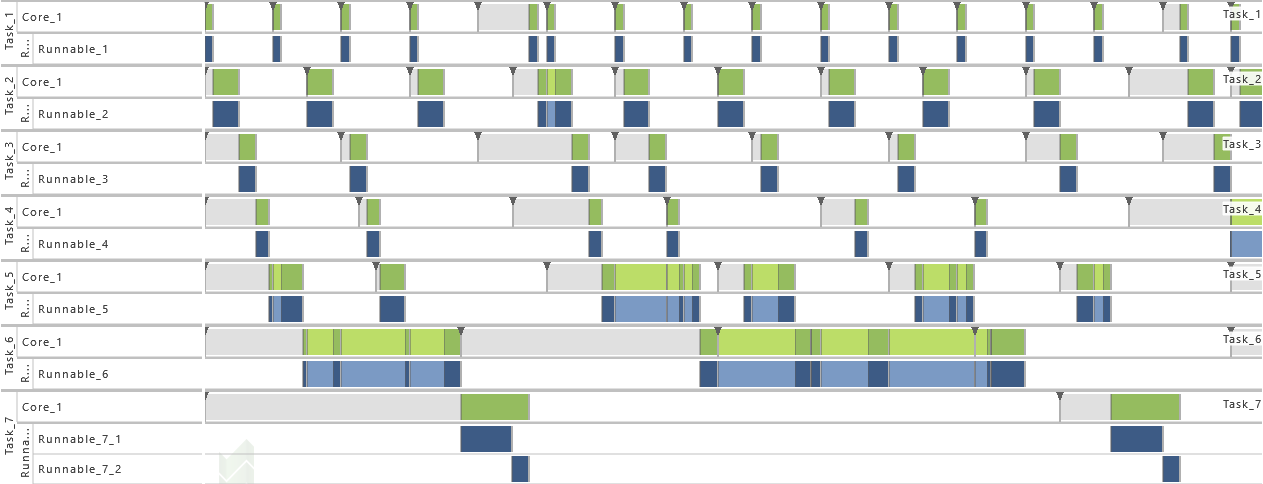 Task_1
Core_1
Task_1
R...
Runnable_1
Task_2
Core_1
Task_2
R...
Runnable_2
Task_3
Core_1
Task_3
R...
Runnable_3
Task_4
Core_1
Task_4
R...
Runnable_4
Task_5
Core_1
Task_5
R...
Runnable_5
Task_6
Core_1
Task_6
R...
Runnable_6
Task_7
Core_1
Task_7
Runna...
Runnable_7_1
Runnable_7_2